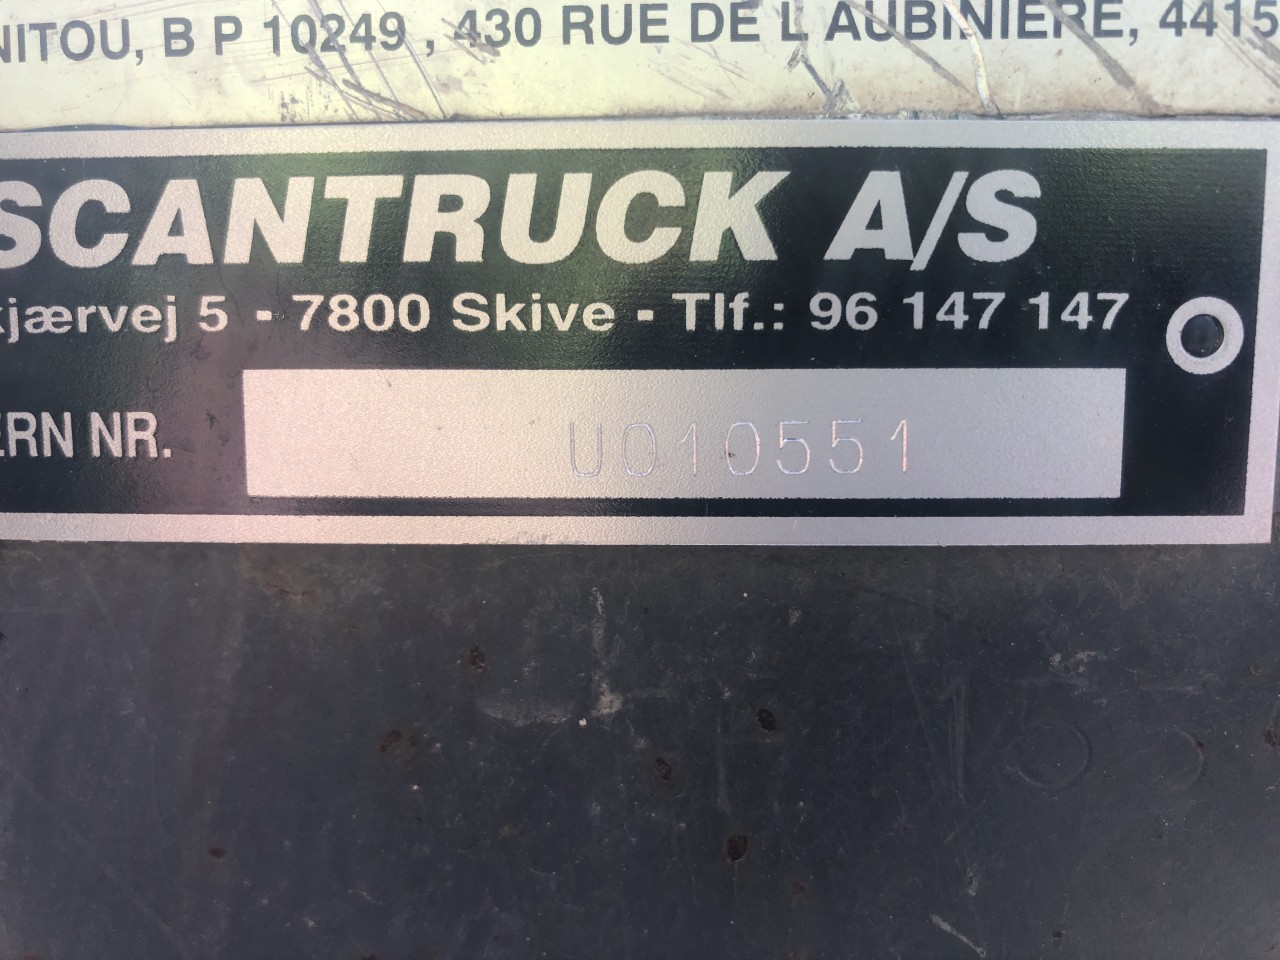 NITOU, B P 10249 , 430 RUE DE L AUBINIERE, 4415
SCANTRUCK A/S
kjærvej 5 - 7800 Skive - Tlf.: 96 147 147
ERN NR. U010551